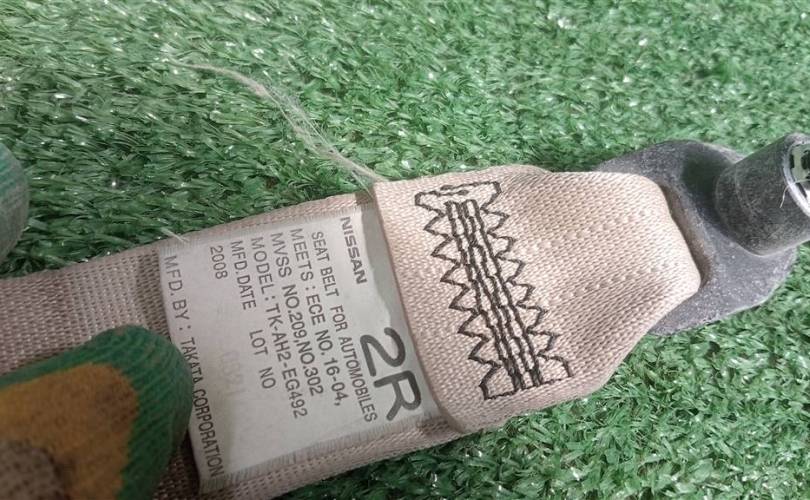 NISSAN
2R
SEAT BELT FOR AUTOMOBILES
MEETS : ECE NO.16-04,
MVSS NO.209,NO.302
MODEL : TK-AH2-EG492
MFD.DATE LOT NO
2008
MFD. BY : TAKATA CORPORATION